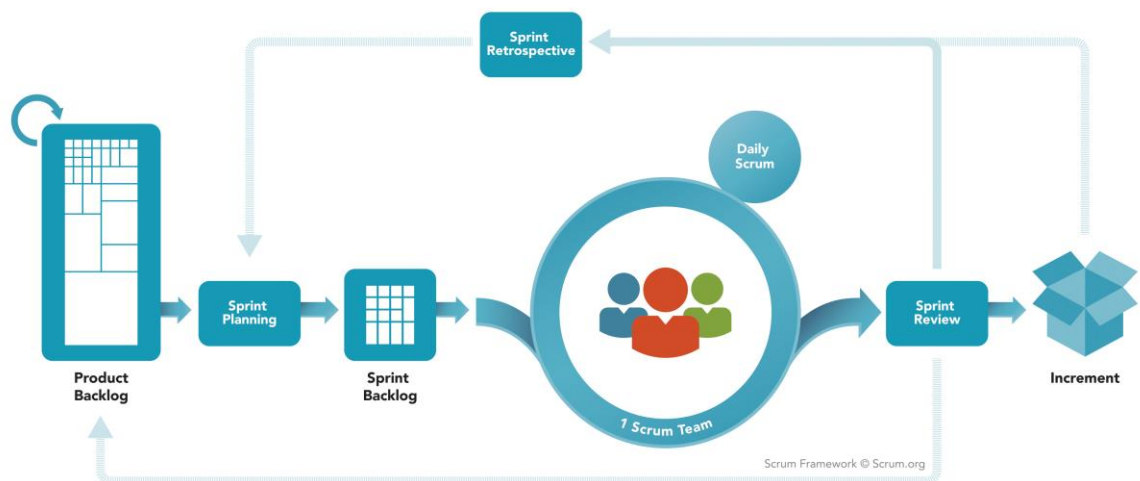 Sprint
Retrospective
Daily
Scrum
Sprint
Planning
Sprint
Review
Product
Backlog
Sprint
Backlog
Increment
1 Scrum Team
Scrum Framework © Scrum.org